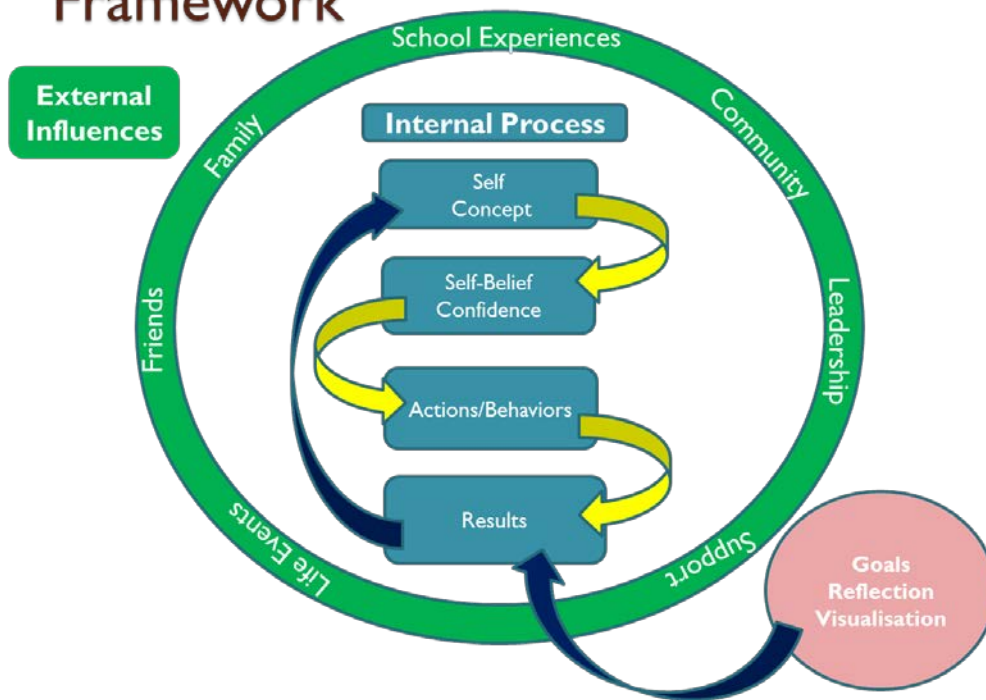 Framework
External
Influences
School Experiences
Family
Community
Friends
Leadership
Life Events
Support
Internal Process
Self
Concept
Self-Belief
Confidence
Actions/Behaviors
Results
Goals
Reflection
Visualisation